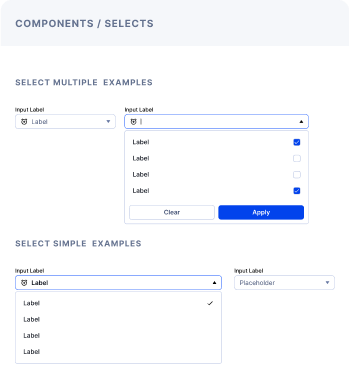 COMPONENTS / SELECTS
SELECT MULTIPLE EXAMPLES
Input Label
Input Label
Label
Label
Label
Label
Label
Clear
Apply
SELECT SIMPLE EXAMPLES
Input Label
Input Label
Label
Placeholder
Label
Label
Label
Label